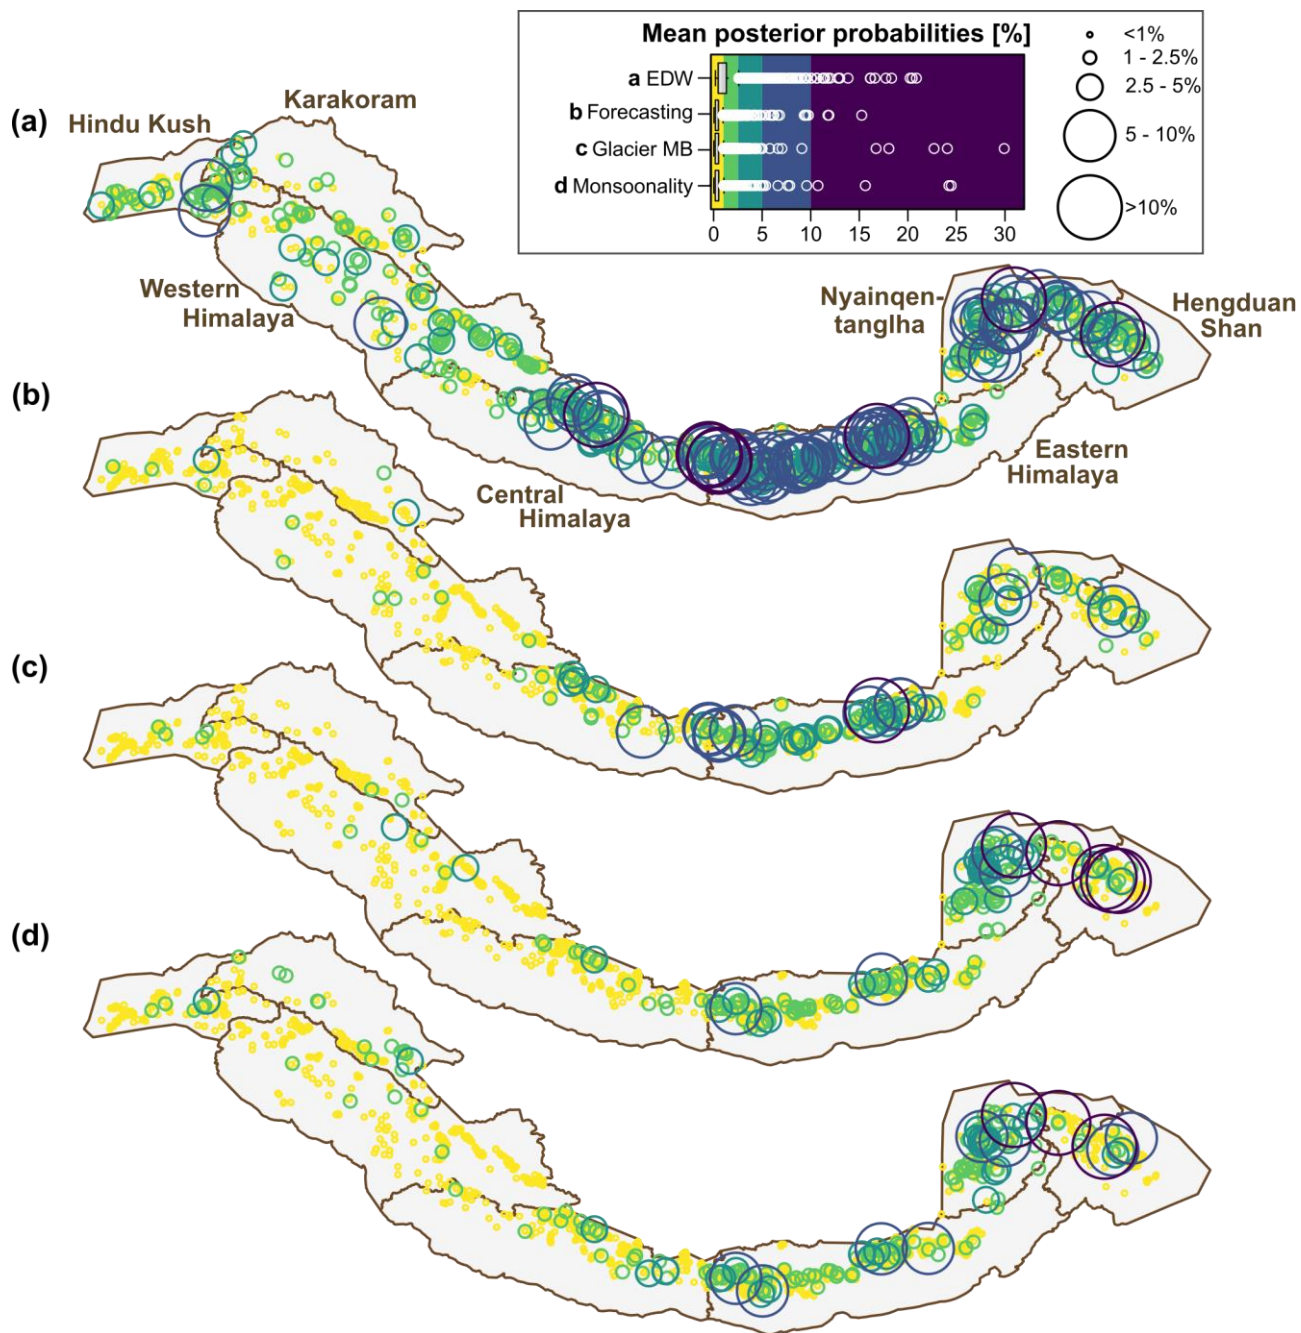 Mean posterior probabilities [%]
a EDW
b Forecasting
c Glacier MB
d Monsoonality
0 5 10 15 20 25 30
<1%
1 - 2.5%
2.5 - 5%
5 - 10%
>10%
(a)
Hindu Kush
Karakoram
Western
Himalaya
Nyainqen-
tanglha
Hengduan
Shan
Central
Himalaya
Eastern
Himalaya
(b)
(c)
(d)